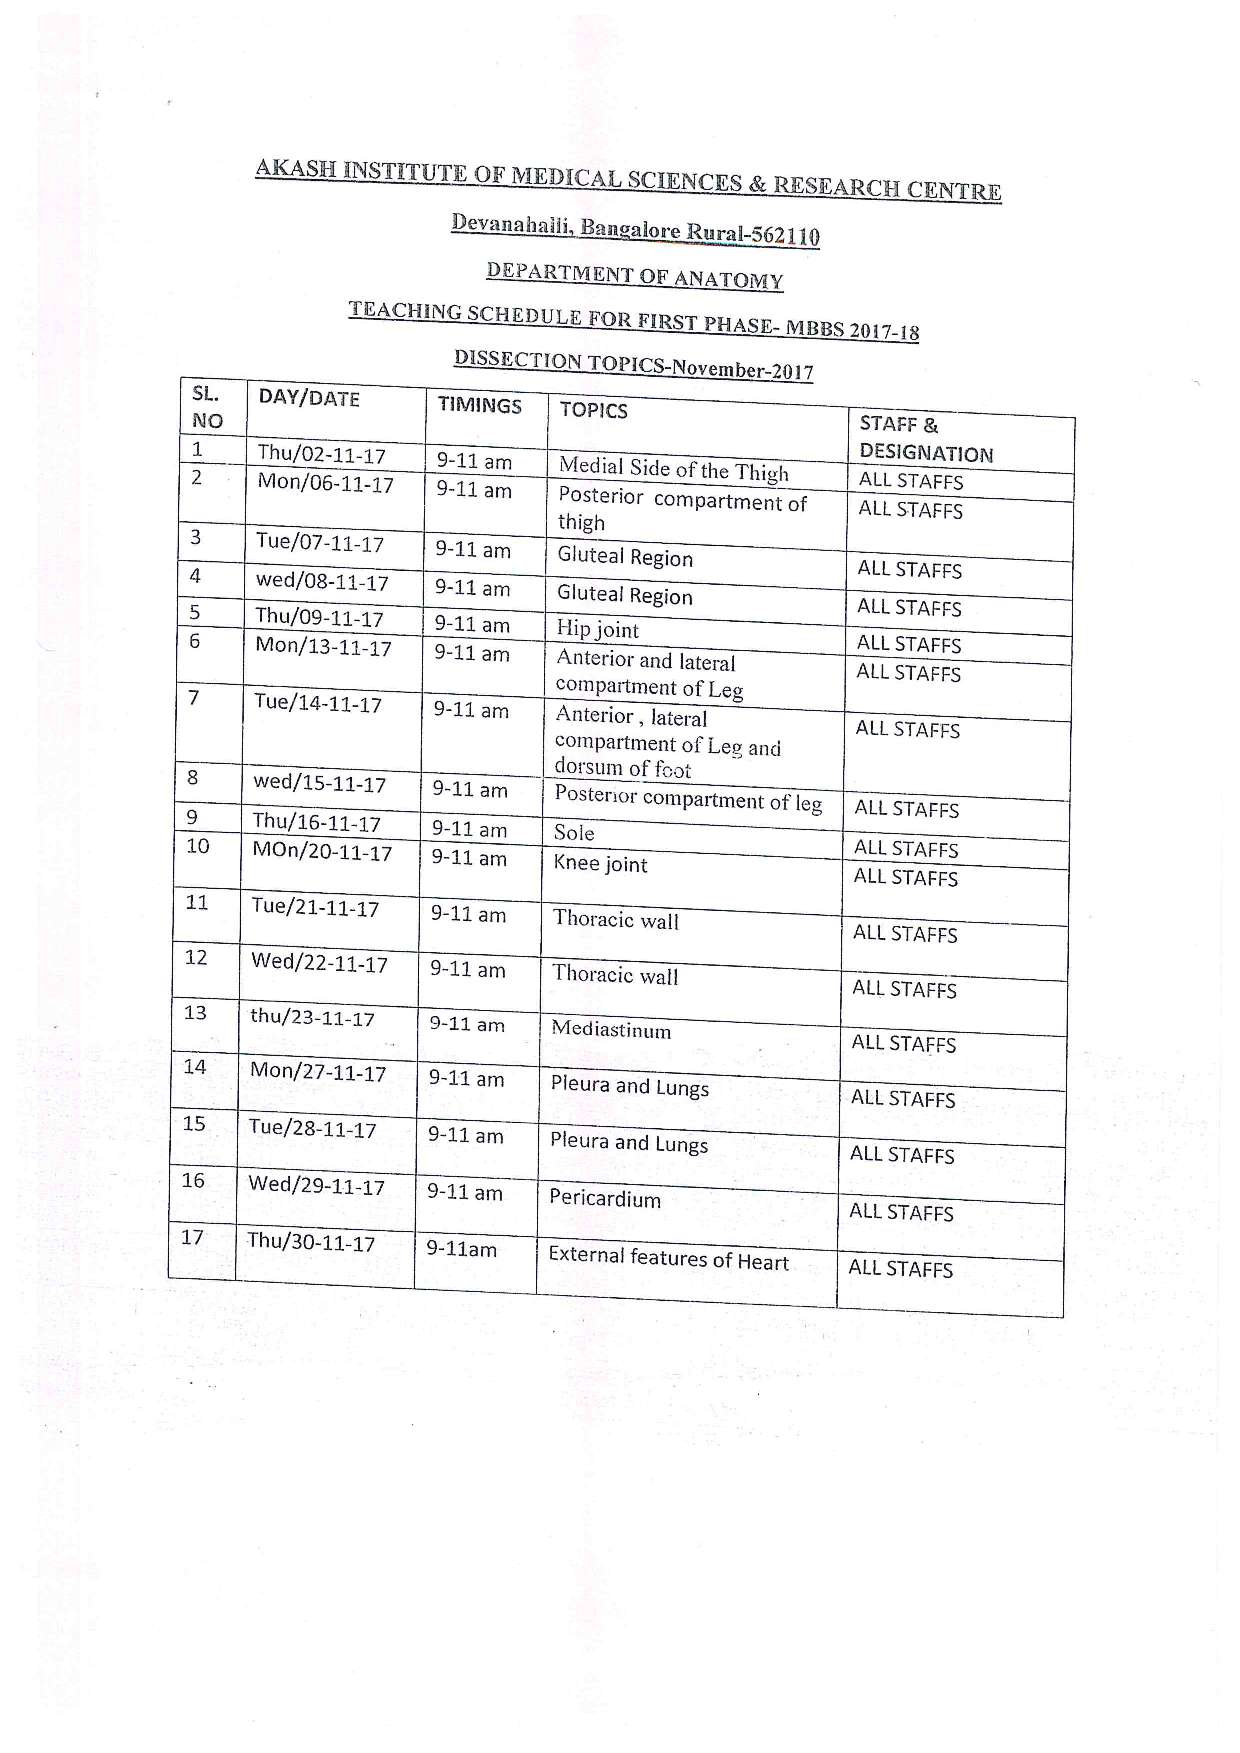 AKASH INSTITUTE OF MEDICAL SCIENCES & RESEARCH CENTRE
Devanahalli, Bangalore Rural-562110
DEPARTMENT OF ANATOMY
TEACHING SCHEDULE FOR FIRST PHASE- MBBS 2017-18
DISSECTION TOPICS-November-2017
SL. NO DAY/DATE TIMINGS TOPICS STAFF & DESIGNATION
1 Thu/02-11-17 9-11 am Medial Side of the Thigh ALL STAFFS
2 Mon/06-11-17 9-11 am Posterior compartment of thigh ALL STAFFS
3 Tue/07-11-17 9-11 am Gluteal Region ALL STAFFS
4 wed/08-11-17 9-11 am Gluteal Region ALL STAFFS
5 Thu/09-11-17 9-11 am Hip joint ALL STAFFS
6 Mon/13-11-17 9-11 am Anterior and lateral compartment of Leg ALL STAFFS
7 Tue/14-11-17 9-11 am Anterior , lateral compartment of Leg and dorsum of foot ALL STAFFS
8 wed/15-11-17 9-11 am Posterior compartment of leg ALL STAFFS
9 Thu/16-11-17 9-11 am Sole ALL STAFFS
10 MOn/20-11-17 9-11 am Knee joint ALL STAFFS
11 Tue/21-11-17 9-11 am Thoracic wall ALL STAFFS
12 Wed/22-11-17 9-11 am Thoracic wall ALL STAFFS
13 thu/23-11-17 9-11 am Mediastinum ALL STAFFS
14 Mon/27-11-17 9-11 am Pleura and Lungs ALL STAFFS
15 Tue/28-11-17 9-11 am Pleura and Lungs ALL STAFFS
16 Wed/29-11-17 9-11 am Pericardium ALL STAFFS
17 Thu/30-11-17 9-11am External features of Heart ALL STAFFS